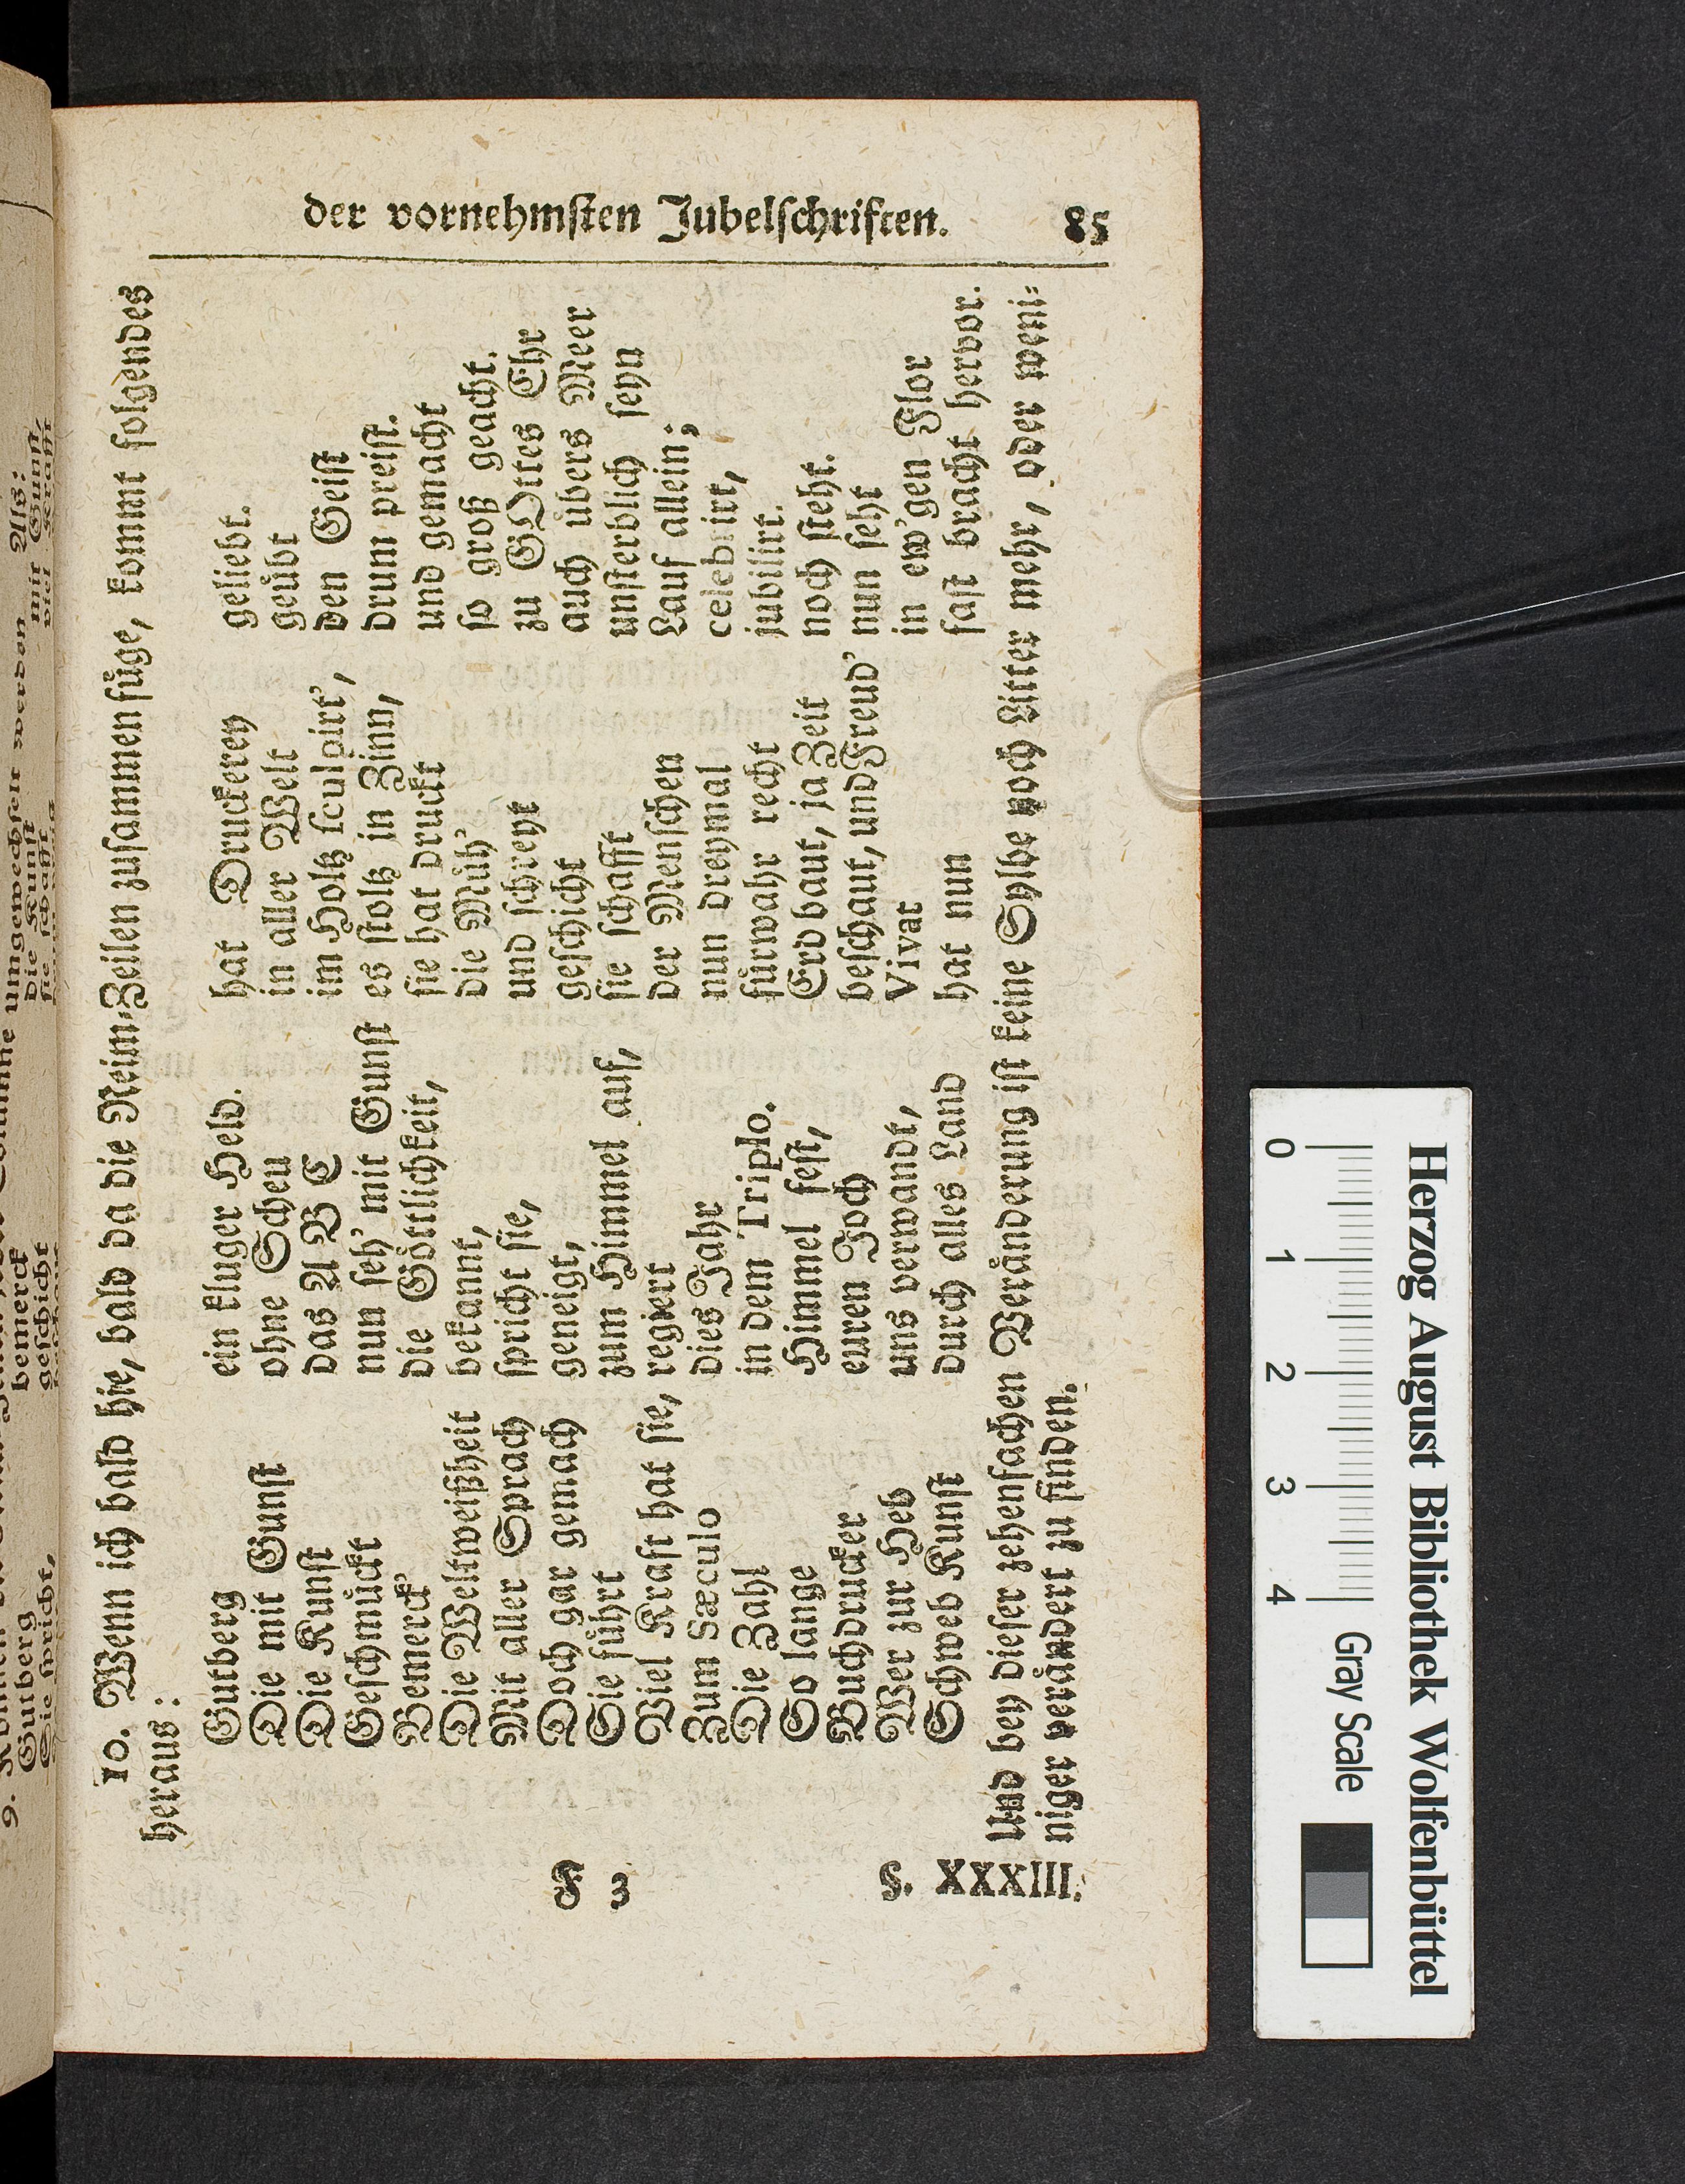 der vornehmsten Jubelschriften. 85
10. Wenn ich bald hie, bald da die Reim-Zeilen zusammen füge, kommt folgendes
heraus:
Gutberg ein kluger Held. hat Druckerey geliebt.
Die mit Gunst ohne Scheu in aller Welt geübt
Die Kunst das A B C im Holtz sculpirt', den Geist
Geschmückt nun seh' mit Gunst es stoltz in Zinn, drum preist.
Bemerck' die Göttlichkeit, sie hat druckt und gemacht
Die Weltweißheit bekannt, die Müh' so groß geacht.
Mit aller Sprach spricht sie, und schreyt zu GOttes Ehr
Doch gar gemach geneigt, geschicht auch übers Meer
Sie führt zum Himmel auf, sie schafft unsterblich seyn
Viel Kraft hat sie, regiert der Menschen Lauf allein;
Zum Sæculo dies Jahr nun dreymal celebrirt,
Die Zahl in dem Triplo. fürwahr recht jubilirt.
So lange Himmel fest, Erd baut, ja Zeit noch steht.
Buchdrucker euren Joch beschaut, und Freud' nun seht
Wer zur Heb uns verwandt, Vivat in ew'gen Flor
Schweb Kunst durch alles Land hat nun fast bracht hervor.
Und bey dieser zehenfachen Veränderung ist keine Sylbe noch Litter mehr, oder weni-
niger verändert zu finden.
F 3 §. XXXIII.
Herzog August Bibliothek Wolfenbüttel
0 1 2 3 4 Gray Scale